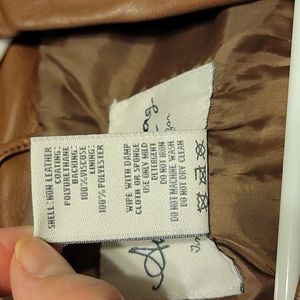 SHELL: NON LEATHER
COATING:
POLYURETHANE
BACKING:
100% VISCOSE
LINING:
100% POLYESTER
WIPE WITH DAMP
CLOTH OR SPONGE
USE ONLY MILD
DETERGENT
DO NOT IRON
DO NOT MACHINE WASH
DO NOT DRY CLEAN